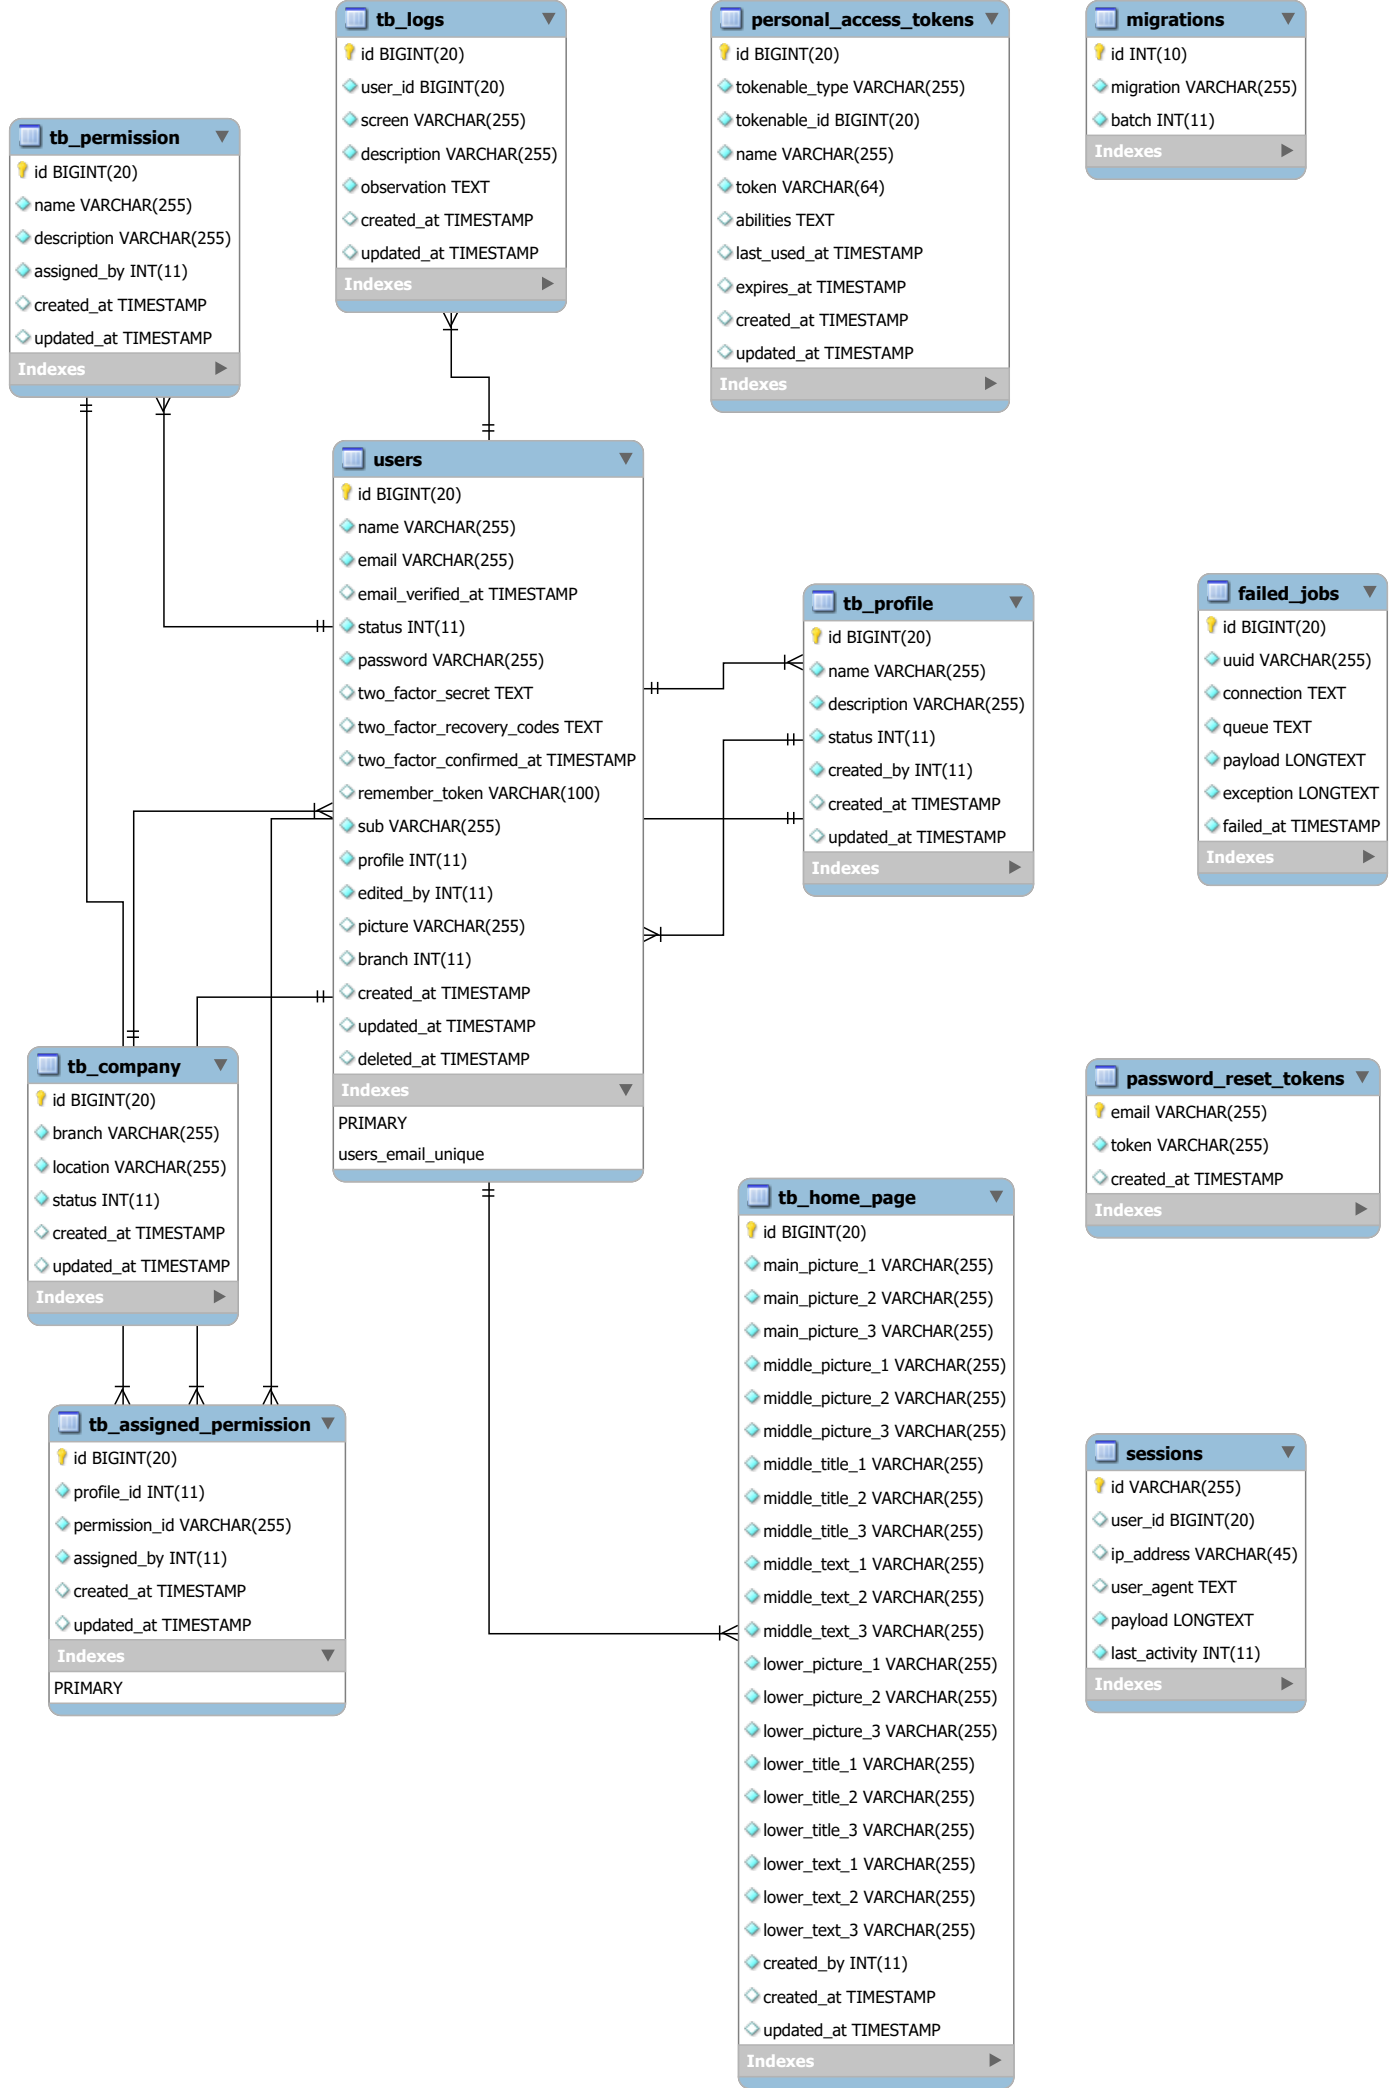 tb_logs
id BIGINT(20)
user_id BIGINT(20)
screen VARCHAR(255)
description VARCHAR(255)
observation TEXT
created_at TIMESTAMP
updated_at TIMESTAMP
Indexes
personal_access_tokens
id BIGINT(20)
tokenable_type VARCHAR(255)
tokenable_id BIGINT(20)
name VARCHAR(255)
token VARCHAR(64)
abilities TEXT
last_used_at TIMESTAMP
expires_at TIMESTAMP
created_at TIMESTAMP
updated_at TIMESTAMP
Indexes
migrations
id INT(10)
migration VARCHAR(255)
batch INT(11)
Indexes
tb_permission
id BIGINT(20)
name VARCHAR(255)
description VARCHAR(255)
assigned_by INT(11)
created_at TIMESTAMP
updated_at TIMESTAMP
Indexes
users
id BIGINT(20)
name VARCHAR(255)
email VARCHAR(255)
email_verified_at TIMESTAMP
status INT(11)
password VARCHAR(255)
two_factor_secret TEXT
two_factor_recovery_codes TEXT
two_factor_confirmed_at TIMESTAMP
remember_token VARCHAR(100)
sub VARCHAR(255)
profile INT(11)
edited_by INT(11)
picture VARCHAR(255)
branch INT(11)
created_at TIMESTAMP
updated_at TIMESTAMP
deleted_at TIMESTAMP
Indexes
PRIMARY
users_email_unique
tb_profile
id BIGINT(20)
name VARCHAR(255)
description VARCHAR(255)
status INT(11)
created_by INT(11)
created_at TIMESTAMP
updated_at TIMESTAMP
Indexes
failed_jobs
id BIGINT(20)
uuid VARCHAR(255)
connection TEXT
queue TEXT
payload LONGTEXT
exception LONGTEXT
failed_at TIMESTAMP
Indexes
tb_company
id BIGINT(20)
branch VARCHAR(255)
location VARCHAR(255)
status INT(11)
created_at TIMESTAMP
updated_at TIMESTAMP
Indexes
password_reset_tokens
email VARCHAR(255)
token VARCHAR(255)
created_at TIMESTAMP
Indexes
tb_home_page
id BIGINT(20)
main_picture_1 VARCHAR(255)
main_picture_2 VARCHAR(255)
main_picture_3 VARCHAR(255)
middle_picture_1 VARCHAR(255)
middle_picture_2 VARCHAR(255)
middle_picture_3 VARCHAR(255)
middle_title_1 VARCHAR(255)
middle_title_2 VARCHAR(255)
middle_title_3 VARCHAR(255)
middle_text_1 VARCHAR(255)
middle_text_2 VARCHAR(255)
middle_text_3 VARCHAR(255)
lower_picture_1 VARCHAR(255)
lower_picture_2 VARCHAR(255)
lower_picture_3 VARCHAR(255)
lower_title_1 VARCHAR(255)
lower_title_2 VARCHAR(255)
lower_title_3 VARCHAR(255)
lower_text_1 VARCHAR(255)
lower_text_2 VARCHAR(255)
lower_text_3 VARCHAR(255)
created_by INT(11)
created_at TIMESTAMP
updated_at TIMESTAMP
Indexes
tb_assigned_permission
id BIGINT(20)
profile_id INT(11)
permission_id VARCHAR(255)
assigned_by INT(11)
created_at TIMESTAMP
updated_at TIMESTAMP
Indexes
PRIMARY
sessions
id VARCHAR(255)
user_id BIGINT(20)
ip_address VARCHAR(45)
user_agent TEXT
payload LONGTEXT
last_activity INT(11)
Indexes